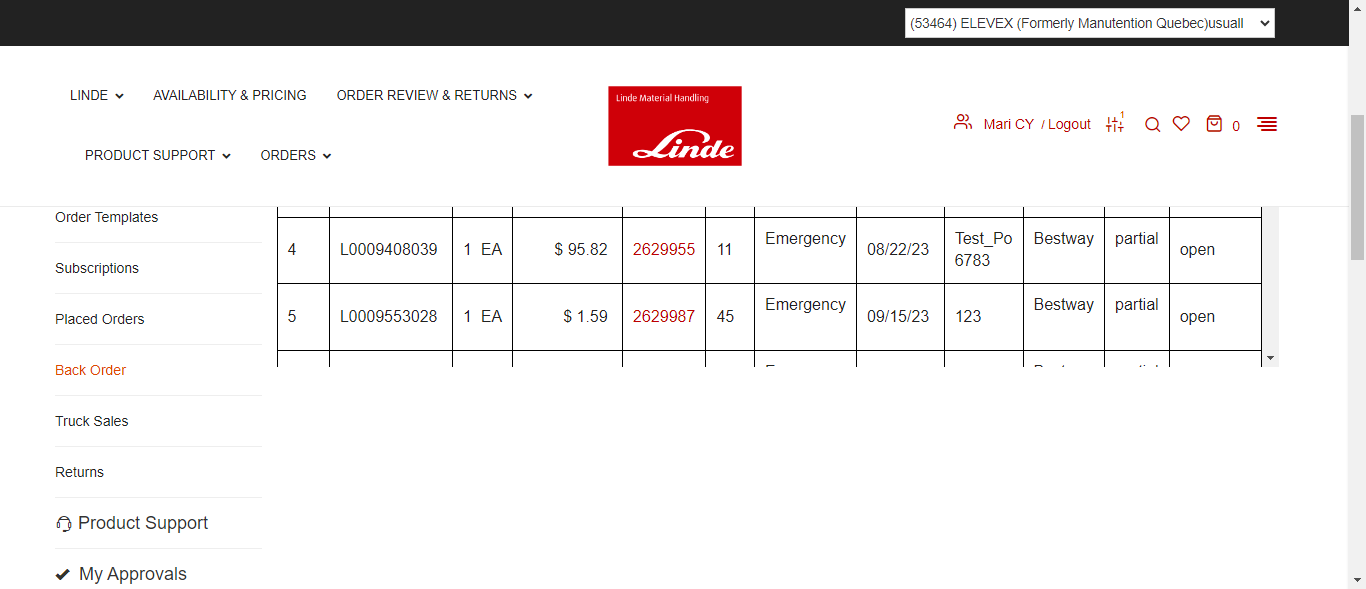 (53464) ELEVEX (Formerly Manutention Quebec)usuall
LINDE AVAILABILITY & PRICING ORDER REVIEW & RETURNS
PRODUCT SUPPORT ORDERS
Linde Material Handling
Linde
Mari CY / Logout 1 0
Order Templates
Subscriptions
Placed Orders
Back Order
Truck Sales
Returns
Product Support
My Approvals
4 L0009408039 1 EA $ 95.82 2629955 11 Emergency 08/22/23 Test_Po Bestway partial open
6783
5 L0009553028 1 EA $ 1.59 2629987 45 Emergency 09/15/23 123 Bestway partial open